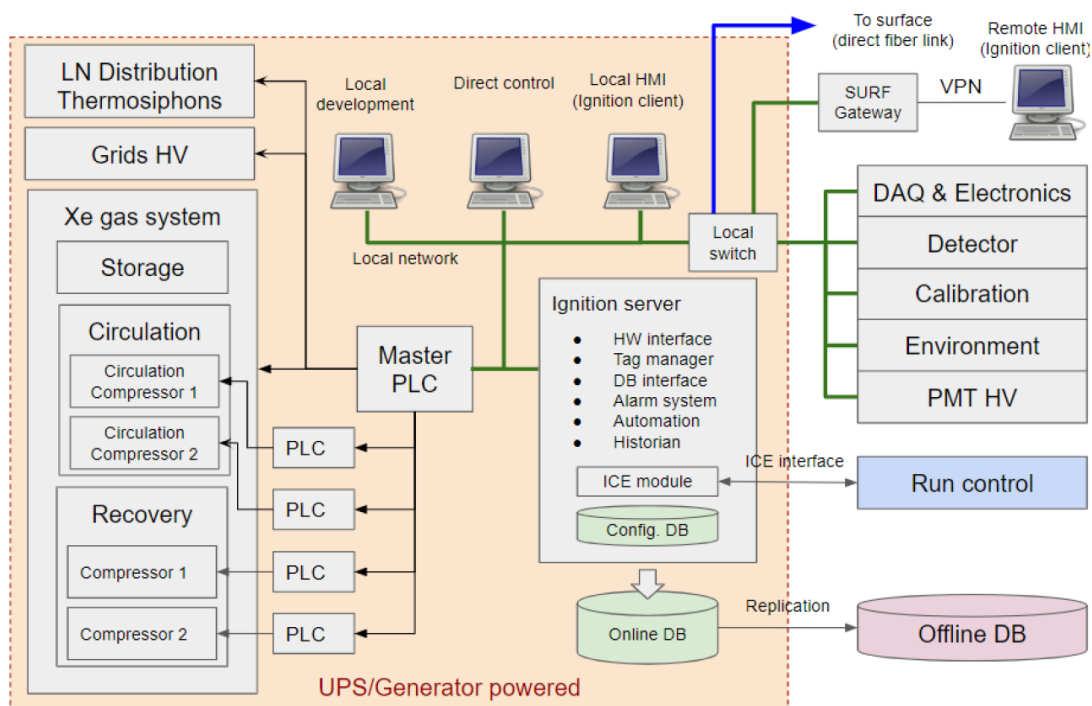 To surface
(direct fiber link)
Remote HMI
(Ignition client)
LN Distribution
Thermosiphons
Local
development
Direct control
Local HMI
(Ignition client)
SURF
Gateway
VPN
Grids HV
DAQ & Electronics
Xe gas system
Local network
Local
switch
Detector
Storage
Ignition server
Calibration
Circulation
Master
PLC
● HW interface
● Tag manager
● DB interface
● Alarm system
● Automation
● Historian
Environment
Circulation
Compressor 1
PMT HV
Circulation
Compressor 2
PLC
ICE interface
ICE module
Run control
Recovery
PLC
Config. DB
Compressor 1
PLC
Replication
Compressor 2
PLC
Online DB
Offline DB
UPS/Generator powered